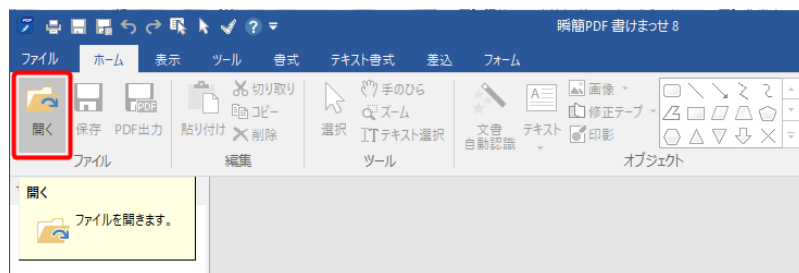 瞬簡PDF 書けまっせ 8
ファイル ホーム 表示 ツール 書式 テキスト書式 差込 フォーム
開く 保存 PDF出力 貼り付け 切り取り コピー 削除 選択 手のひら ズーム テキスト選択 文書自動認識 テキスト 画像 修正テープ 印影
ファイル 編集 ツール オブジェクト
開く
ファイルを開きます。